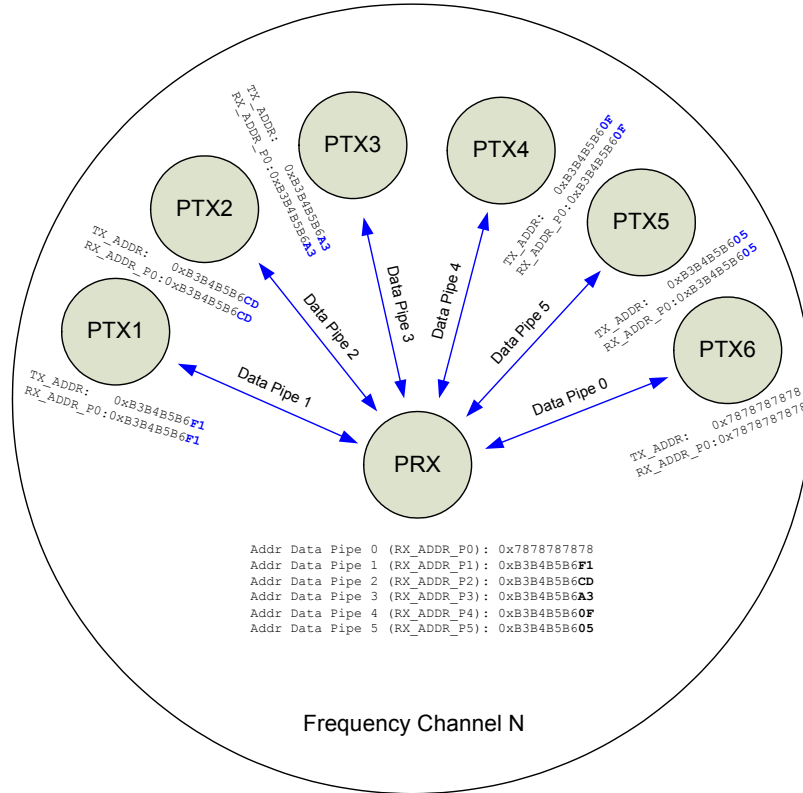 PTX3
PTX4
TX_ADDR: 0xB3B4B5B6A3
RX_ADDR_P0:0xB3B4B5B6A3
TX_ADDR: 0xB3B4B5B60F
RX_ADDR_P0:0xB3B4B5B60F
PTX2
PTX5
TX_ADDR: 0xB3B4B5B6CD
RX_ADDR_P0:0xB3B4B5B6CD
TX_ADDR: 0xB3B4B5B605
RX_ADDR_P0:0xB3B4B5B605
PTX1
PTX6
Data Pipe 1
Data Pipe 2
Data Pipe 3
Data Pipe 4
Data Pipe 5
Data Pipe 0
TX_ADDR: 0xB3B4B5B6F1
RX_ADDR_P0:0xB3B4B5B6F1
TX_ADDR: 0x7878787878
RX_ADDR_P0:0x7878787878
PRX
Addr Data Pipe 0 (RX_ADDR_P0): 0x7878787878
Addr Data Pipe 1 (RX_ADDR_P1): 0xB3B4B5B6F1
Addr Data Pipe 2 (RX_ADDR_P2): 0xB3B4B5B6CD
Addr Data Pipe 3 (RX_ADDR_P3): 0xB3B4B5B6A3
Addr Data Pipe 4 (RX_ADDR_P4): 0xB3B4B5B60F
Addr Data Pipe 5 (RX_ADDR_P5): 0xB3B4B5B605
Frequency Channel N